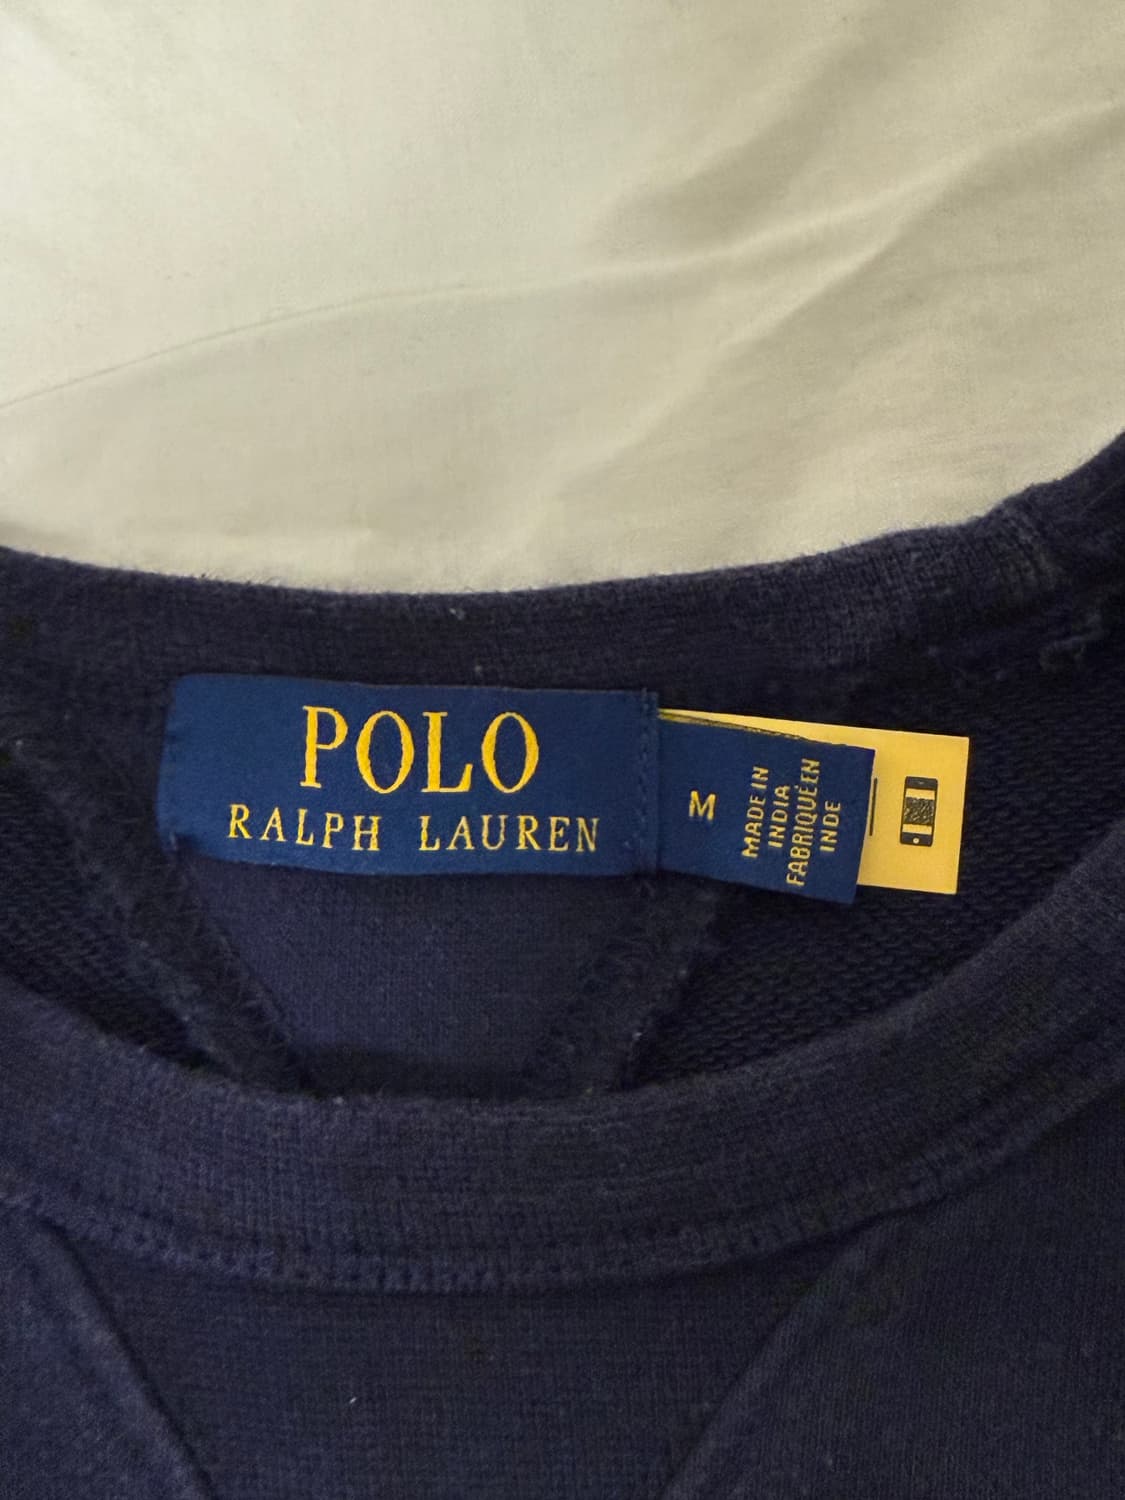 POLO
RALPH LAUREN
M
MADE IN
INDIA
FABRIQUÉ EN
INDE